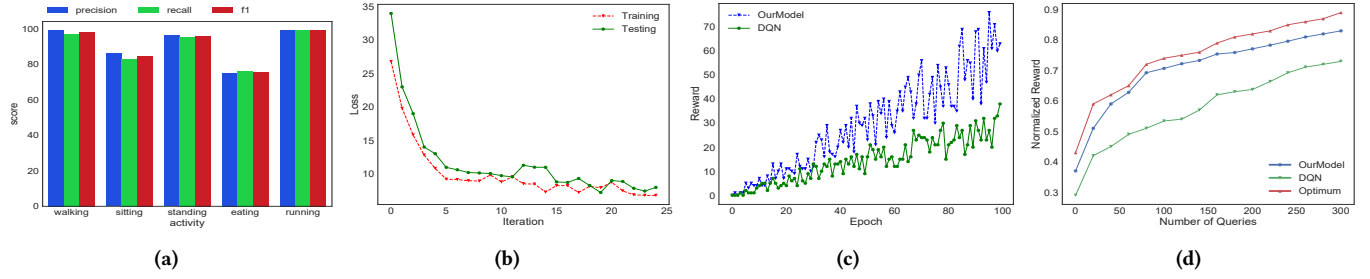 precision recall f1
100
80
60
40
20
0
score
walking sitting standing eating running
activity
(a)
35
30
25
20
15
10
Loss
Training
Testing
0 5 10 15 20 25
Iteration
(b)
70
60
50
40
30
20
10
0
Reward
OurModel
DQN
0 20 40 60 80 100
Epoch
(c)
0.9
0.8
0.7
0.6
0.5
0.4
0.3
Normalized Reward
OurModel
DQN
Optimum
0 50 100 150 200 250 300
Number of Queries
(d)